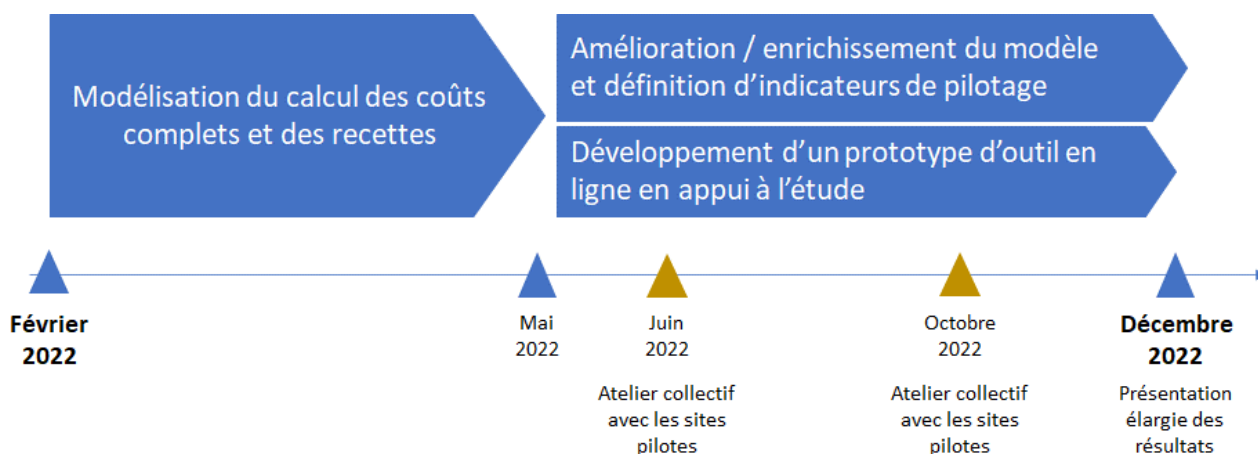 Modélisation du calcul des coûts
complets et des recettes
Amélioration / enrichissement du modèle
et définition d'indicateurs de pilotage
Développement d'un prototype d'outil en
ligne en appui à l'étude
Février
2022
Mai
2022
Juin
2022
Atelier collectif
avec les sites
pilotes
Octobre
2022
Atelier collectif
avec les sites
pilotes
Décembre
2022
Présentation
élargie des
résultats